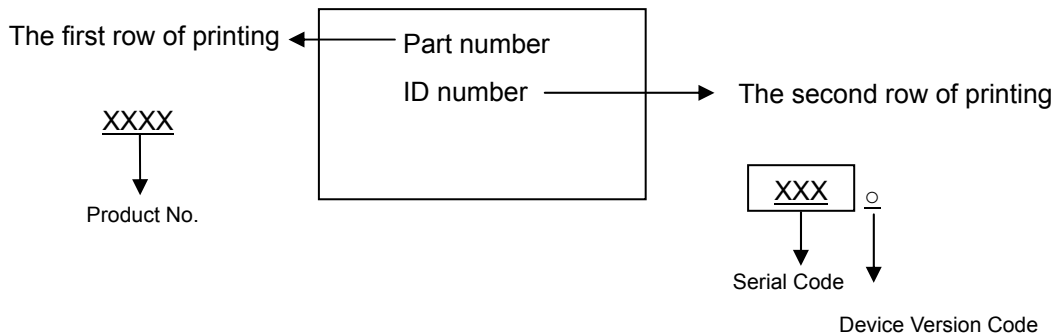 The first row of printing
Part number
ID number
The second row of printing
XXXX
Product No.
XXX ○
Serial Code
Device Version Code